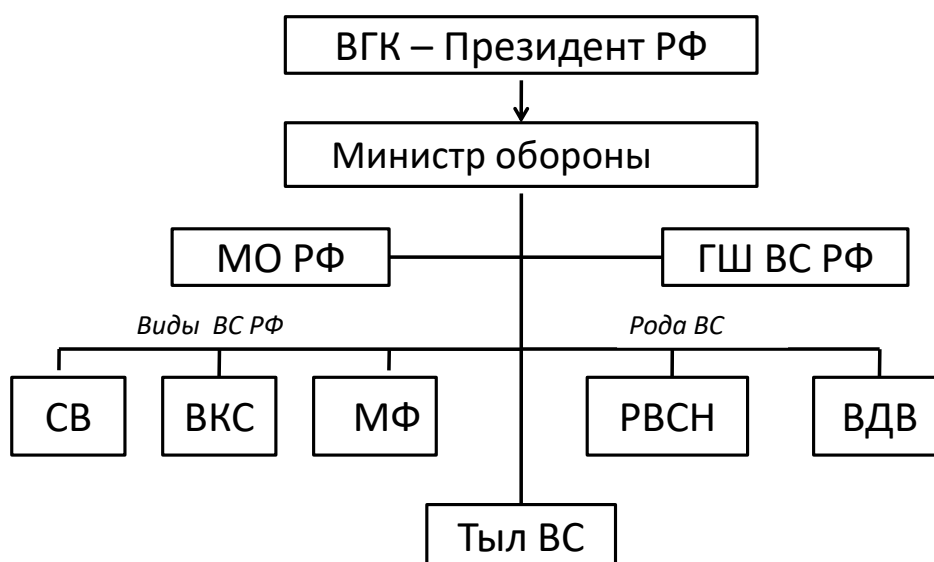 ВГК – Президент РФ
Министр обороны
МО РФ
ГШ ВС РФ
Виды ВС РФ
Рода ВС
СВ
ВКС
МФ
РВСН
ВДВ
Тыл ВС